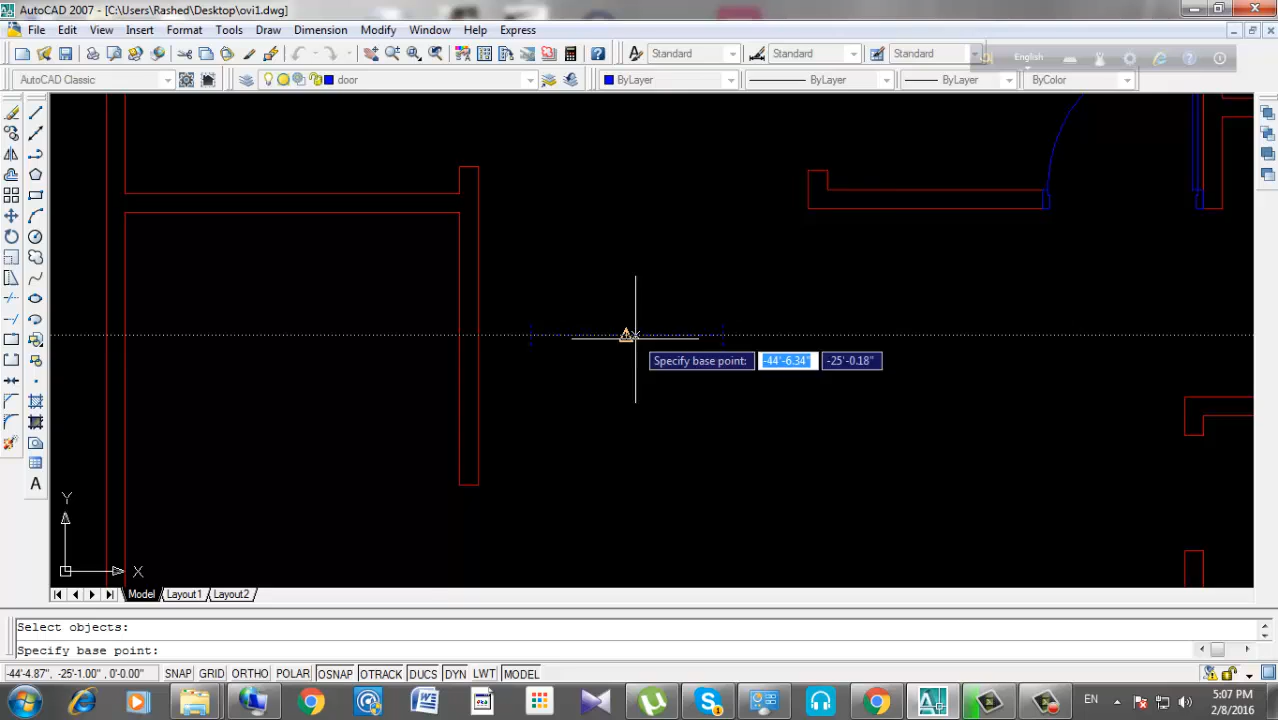 AutoCAD 2007 - [C:\Users\Rashed\Desktop\ovi1.dwg]
File Edit View Insert Format Tools Draw Dimension Modify Window Help Express
Standard Standard Standard English
AutoCAD Classic door ByLayer ByLayer ByLayer ByColor
A
Specify base point: -44'-6.34" -25'-0.18"
Y
X
Model Layout1 Layout2
Select objects:
Specify base point:
-44'-4.87", -25'-1.00", 0'-0.00" SNAP GRID ORTHO POLAR OSNAP OTRACK DUCS DYN LWT MODEL
EN 5:07 PM
2/8/2016